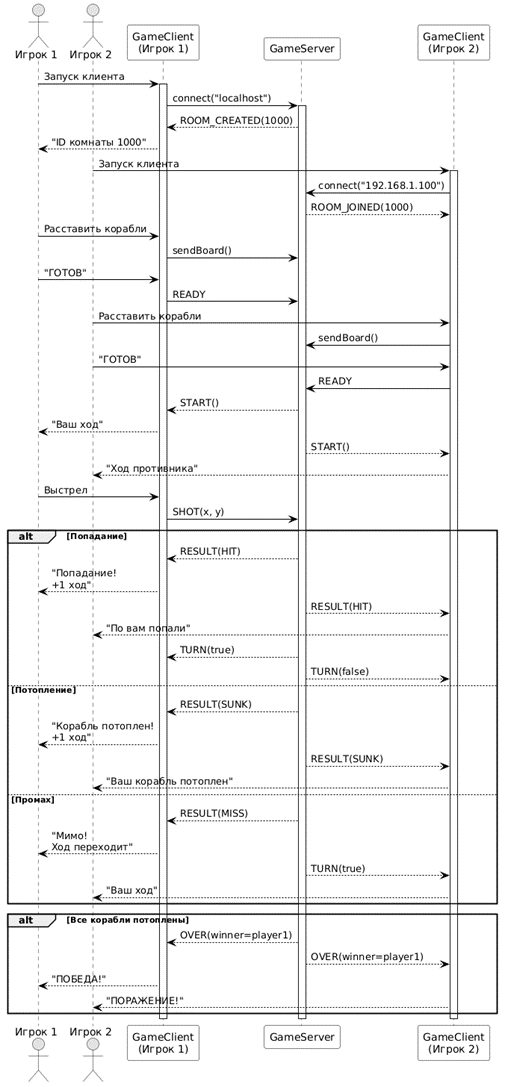 Игрок 1
Игрок 2
GameClient
(Игрок 1)
GameServer
GameClient
(Игрок 2)
Запуск клиента
connect("localhost")
ROOM_CREATED(1000)
"ID комнаты 1000"
Запуск клиента
connect("192.168.1.100")
ROOM_JOINED(1000)
Расставить корабли
sendBoard()
"ГОТОВ"
READY
Расставить корабли
sendBoard()
"ГОТОВ"
READY
START()
"Ваш ход"
START()
"Ход противника"
Выстрел
SHOT(x, y)
alt
[Попадание]
RESULT(HIT)
"Попадание!
+1 ход"
RESULT(HIT)
"По вам попали"
TURN(true)
TURN(false)
[Потопление]
RESULT(SUNK)
"Корабль потоплен!
+1 ход"
RESULT(SUNK)
"Ваш корабль потоплен"
[Промах]
RESULT(MISS)
"Мимо!
Ход переходит"
TURN(true)
"Ваш ход"
alt
[Все корабли потоплены]
OVER(winner=player1)
OVER(winner=player1)
"ПОБЕДА!"
"ПОРАЖЕНИЕ!"
Игрок 1
Игрок 2
GameClient
(Игрок 1)
GameServer
GameClient
(Игрок 2)